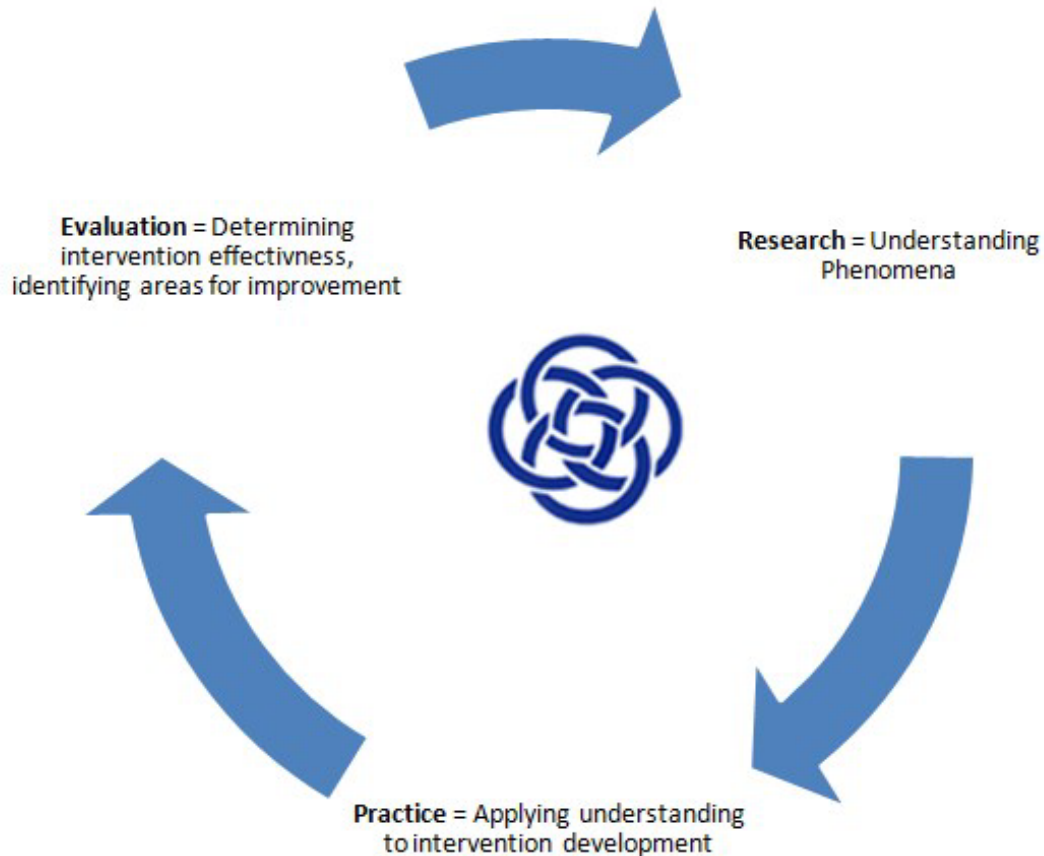 Evaluation = Determining
intervention effectivness,
identifying areas for improvement
Research = Understanding
Phenomena
Practice = Applying understanding
to intervention development